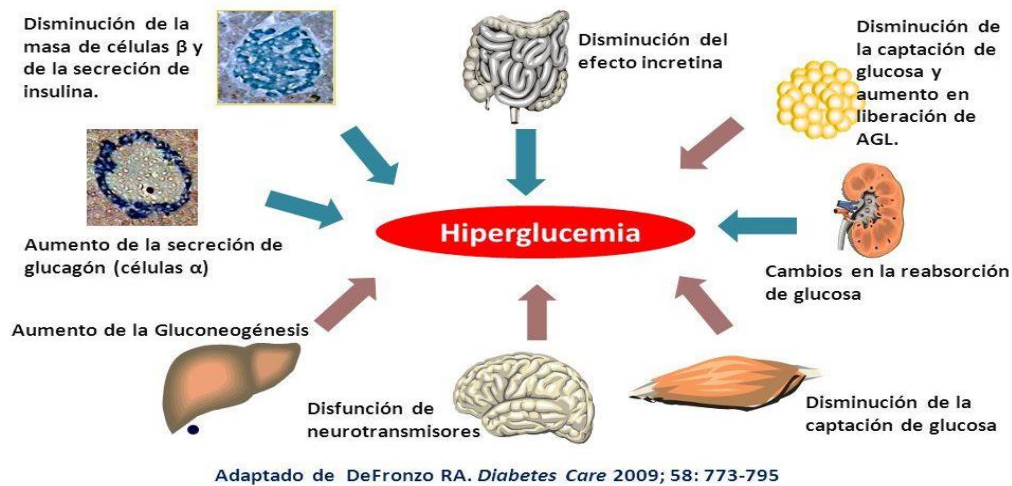 Disminución de la
masa de células β y
de la secreción de
insulina.
Disminución del
efecto incretina
Disminución de
la captación de
glucosa y
aumento en
liberación de
AGL.
Aumento de la secreción de
glucagón (células α)
Hiperglucemia
Cambios en la reabsorción
de glucosa
Aumento de la Gluconeogénesis
Disfunción de
neurotransmisores
Disminución de la
captación de glucosa
Adaptado de DeFronzo RA. Diabetes Care 2009; 58: 773-795